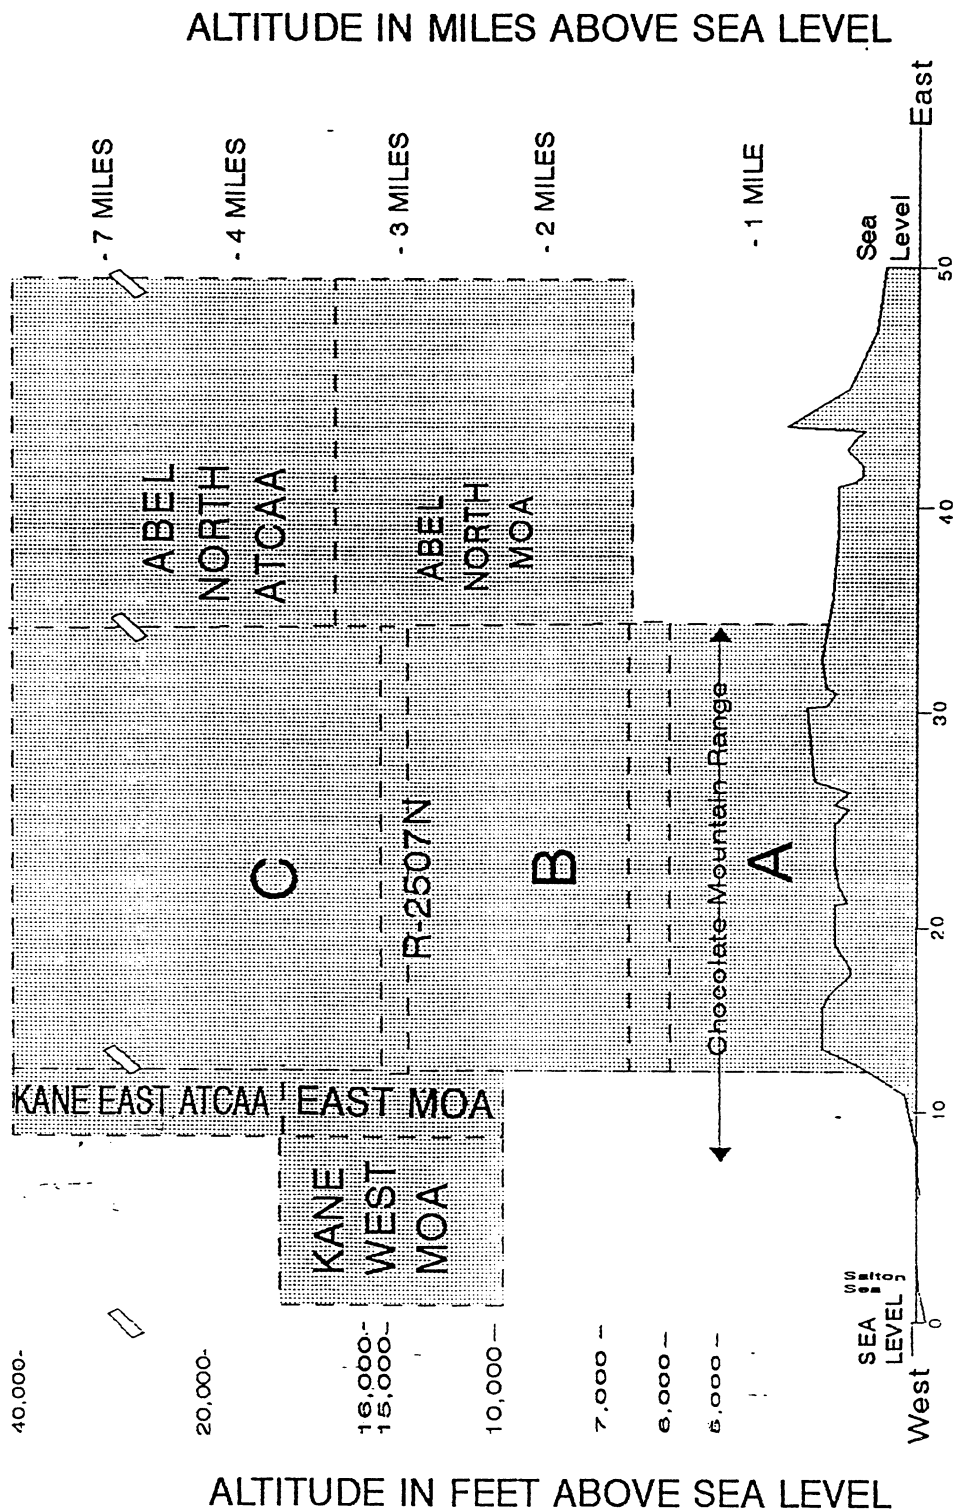 ALTITUDE IN MILES ABOVE SEA LEVEL
- 7 MILES
- 4 MILES
- 3 MILES
- 2 MILES
- 1 MILE
Sea
Level
East
ABEL
NORTH
ATCAA
ABEL
NORTH
MOA
C
R-2507N
B
A
Chocolate Mountain Range
KANE EAST ATCAA
EAST MOA
KANE
WEST
MOA
40,000-
20,000-
16,000-
15,000-
10,000-
7,000-
6,000-
5,000-
Salton
Sea
SEA
LEVEL
West
0
10
20
30
40
50
ALTITUDE IN FEET ABOVE SEA LEVEL